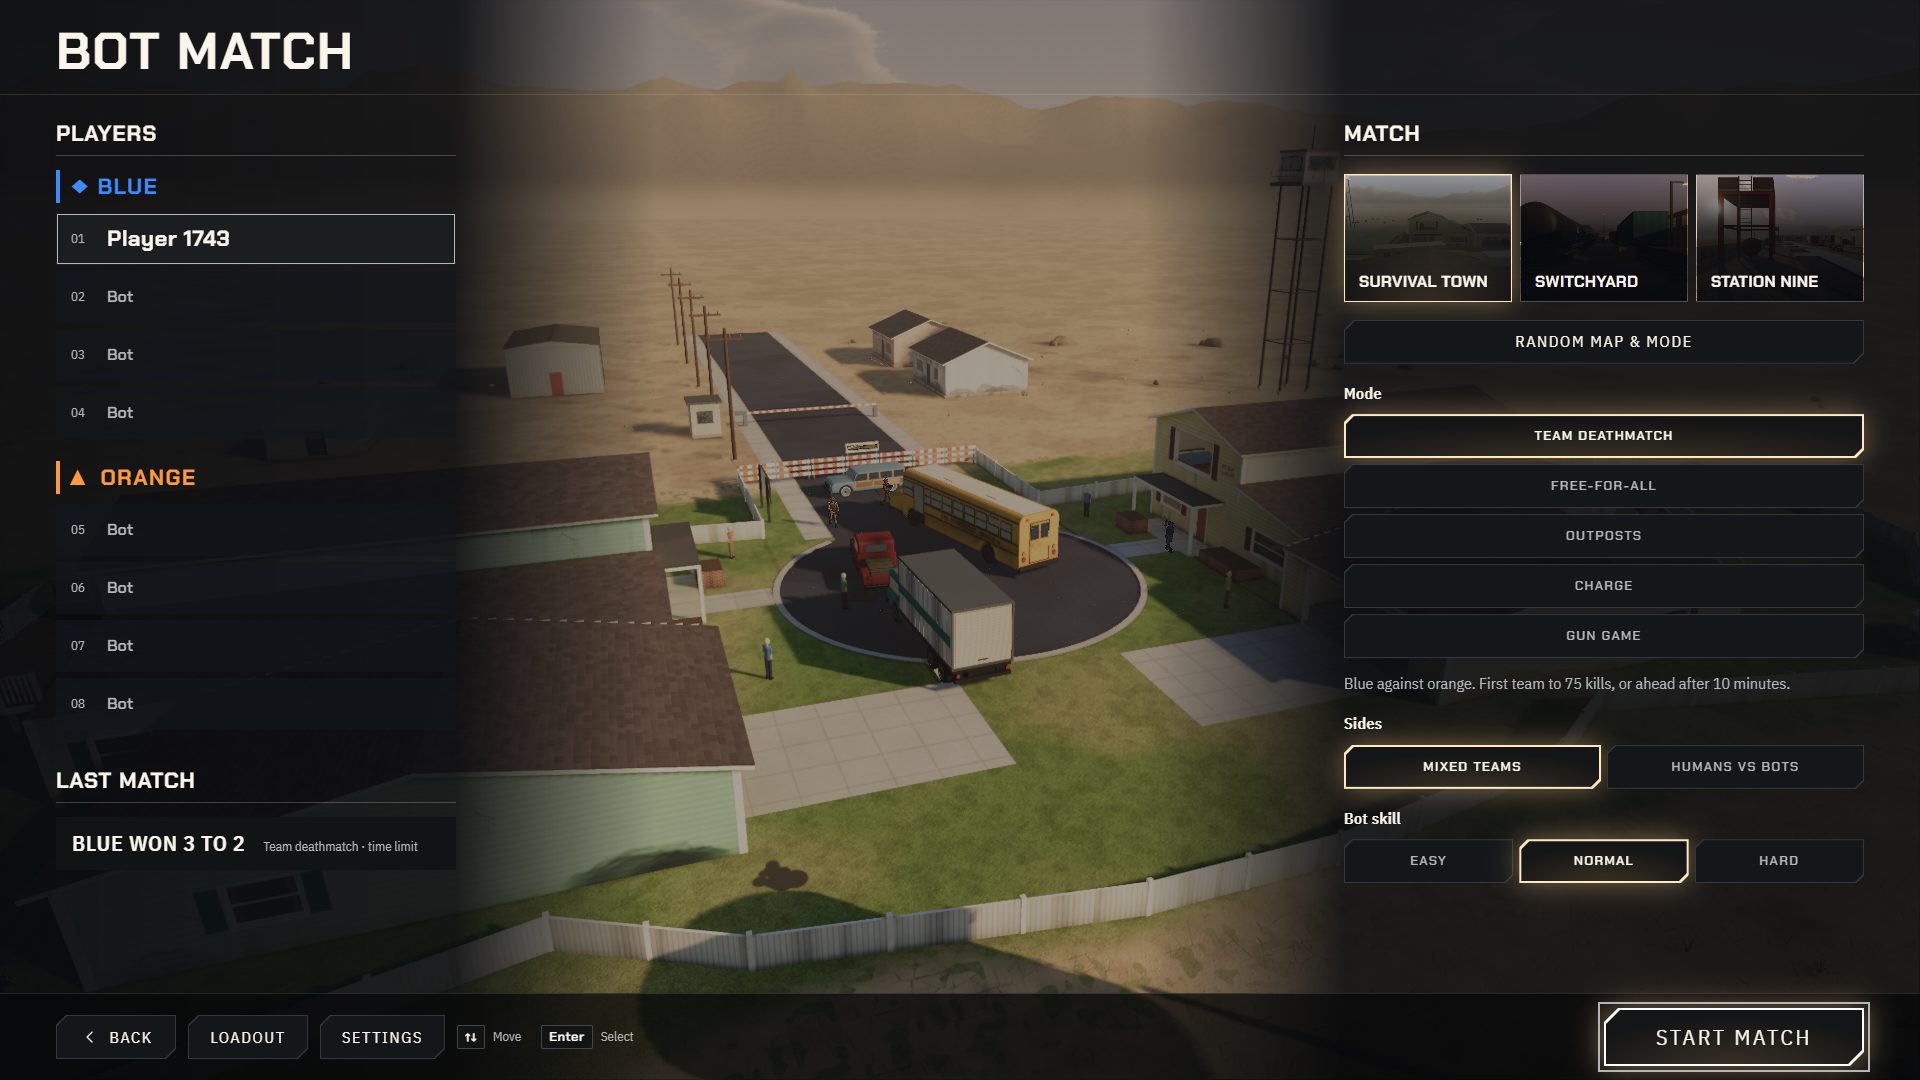 BOT MATCH
PLAYERS
BLUE
01 Player 1743
02 Bot
03 Bot
04 Bot
ORANGE
05 Bot
06 Bot
07 Bot
08 Bot
LAST MATCH
BLUE WON 3 TO 2 Team deathmatch · time limit
MATCH
SURVIVAL TOWN
SWITCHYARD
STATION NINE
RANDOM MAP & MODE
Mode
TEAM DEATHMATCH
FREE-FOR-ALL
OUTPOSTS
CHARGE
GUN GAME
Blue against orange. First team to 75 kills, or ahead after 10 minutes.
Sides
MIXED TEAMS
HUMANS VS BOTS
Bot skill
EASY
NORMAL
HARD
BACK
LOADOUT
SETTINGS
Move
Enter Select
START MATCH